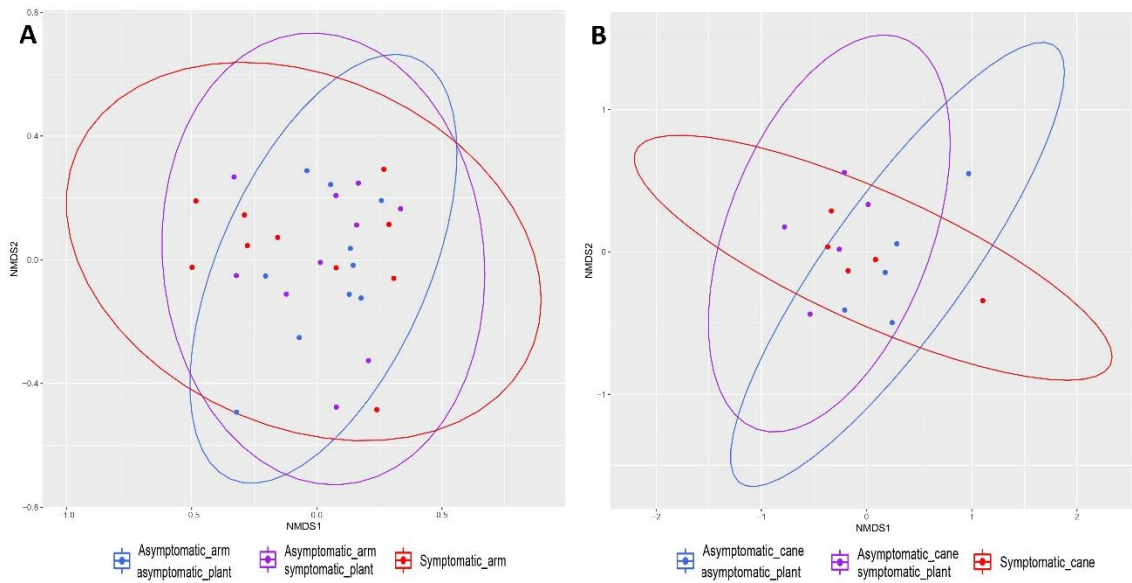 A
0.8
0.4
0.0
-0.4
-0.8
NMDS2
-1.0
-0.5
0.0
0.5
NMDS1
Asymptomatic_arm
asymptomatic_plant
Asymptomatic_arm
symptomatic_plant
Symptomatic_arm
B
1
0
-1
NMDS2
-2
-1
0
1
2
NMDS1
Asymptomatic_cane
asymptomatic_plant
Asymptomatic_cane
symptomatic_plant
Symptomatic_cane